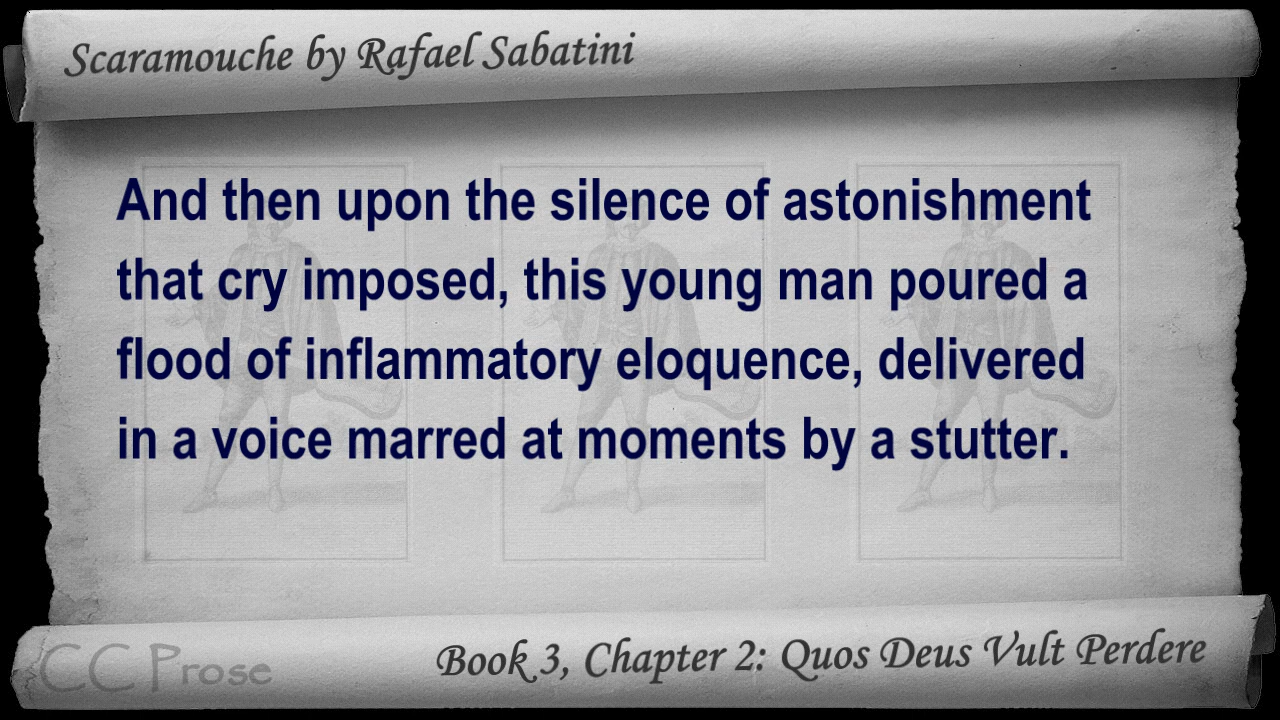 Scaramouche by Rafael Sabatini
And then upon the silence of astonishment
that cry imposed, this young man poured a
flood of inflammatory eloquence, delivered
in a voice marred at moments by a stutter.
CC Prose
Book 3, Chapter 2: Quos Deus Vult Perdere